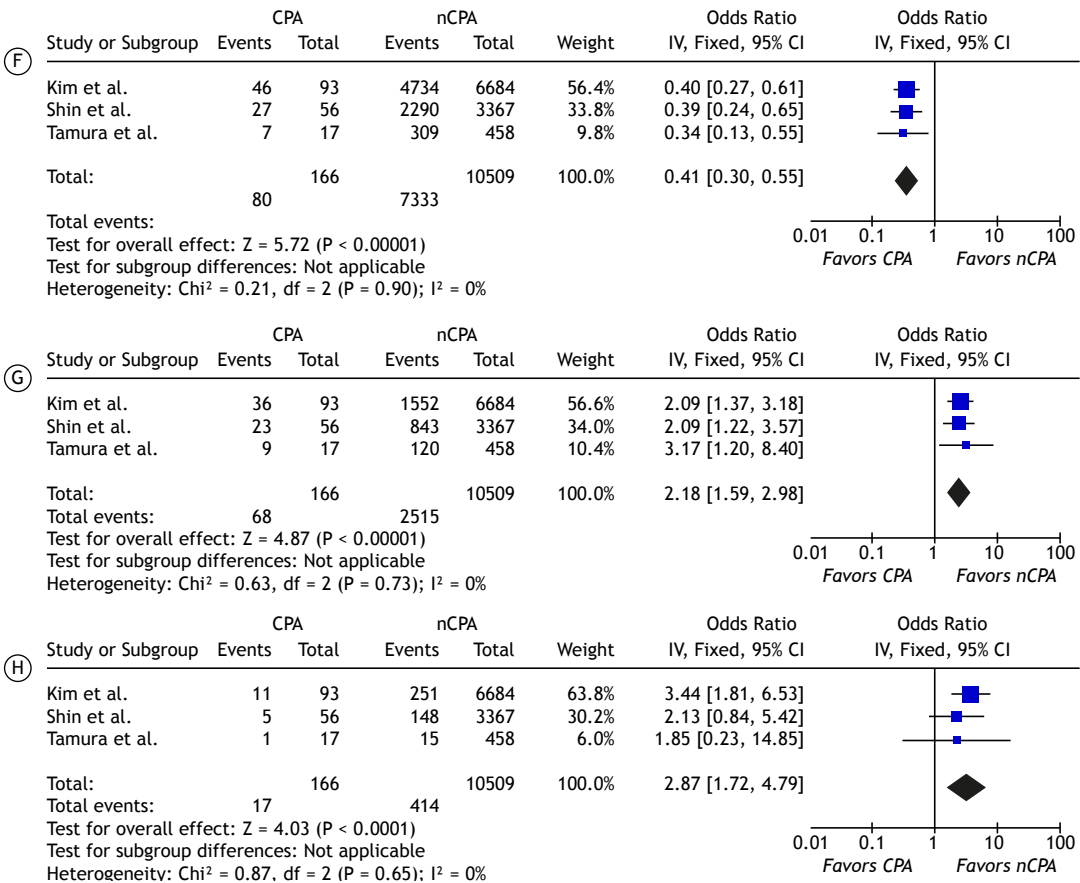 CPA nCPA Odds Ratio Odds Ratio
Study or Subgroup Events Total Events Total Weight IV, Fixed, 95% CI IV, Fixed, 95% CI
F
Kim et al. 46 93 4734 6684 56.4% 0.40 [0.27, 0.61]
Shin et al. 27 56 2290 3367 33.8% 0.39 [0.24, 0.65]
Tamura et al. 7 17 309 458 9.8% 0.34 [0.13, 0.55]
Total: 166 10509 100.0% 0.41 [0.30, 0.55]
80 7333
Total events:
Test for overall effect: Z = 5.72 (P < 0.00001)
Test for subgroup differences: Not applicable
Heterogeneity: Chi² = 0.21, df = 2 (P = 0.90); I² = 0%
0.01 0.1 1 10 100
Favors CPA Favors nCPA
CPA nCPA Odds Ratio Odds Ratio
Study or Subgroup Events Total Events Total Weight IV, Fixed, 95% CI IV, Fixed, 95% CI
G
Kim et al. 36 93 1552 6684 56.6% 2.09 [1.37, 3.18]
Shin et al. 23 56 843 3367 34.0% 2.09 [1.22, 3.57]
Tamura et al. 9 17 120 458 10.4% 3.17 [1.20, 8.40]
Total: 166 10509 100.0% 2.18 [1.59, 2.98]
Total events: 68 2515
Test for overall effect: Z = 4.87 (P < 0.00001)
Test for subgroup differences: Not applicable
Heterogeneity: Chi² = 0.63, df = 2 (P = 0.73); I² = 0%
0.01 0.1 1 10 100
Favors CPA Favors nCPA
CPA nCPA Odds Ratio Odds Ratio
Study or Subgroup Events Total Events Total Weight IV, Fixed, 95% CI IV, Fixed, 95% CI
H
Kim et al. 11 93 251 6684 63.8% 3.44 [1.81, 6.53]
Shin et al. 5 56 148 3367 30.2% 2.13 [0.84, 5.42]
Tamura et al. 1 17 15 458 6.0% 1.85 [0.23, 14.85]
Total: 166 10509 100.0% 2.87 [1.72, 4.79]
Total events: 17 414
Test for overall effect: Z = 4.03 (P < 0.0001)
Test for subgroup differences: Not applicable
Heterogeneity: Chi² = 0.87, df = 2 (P = 0.65); I² = 0%
0.01 0.1 1 10 100
Favors CPA Favors nCPA